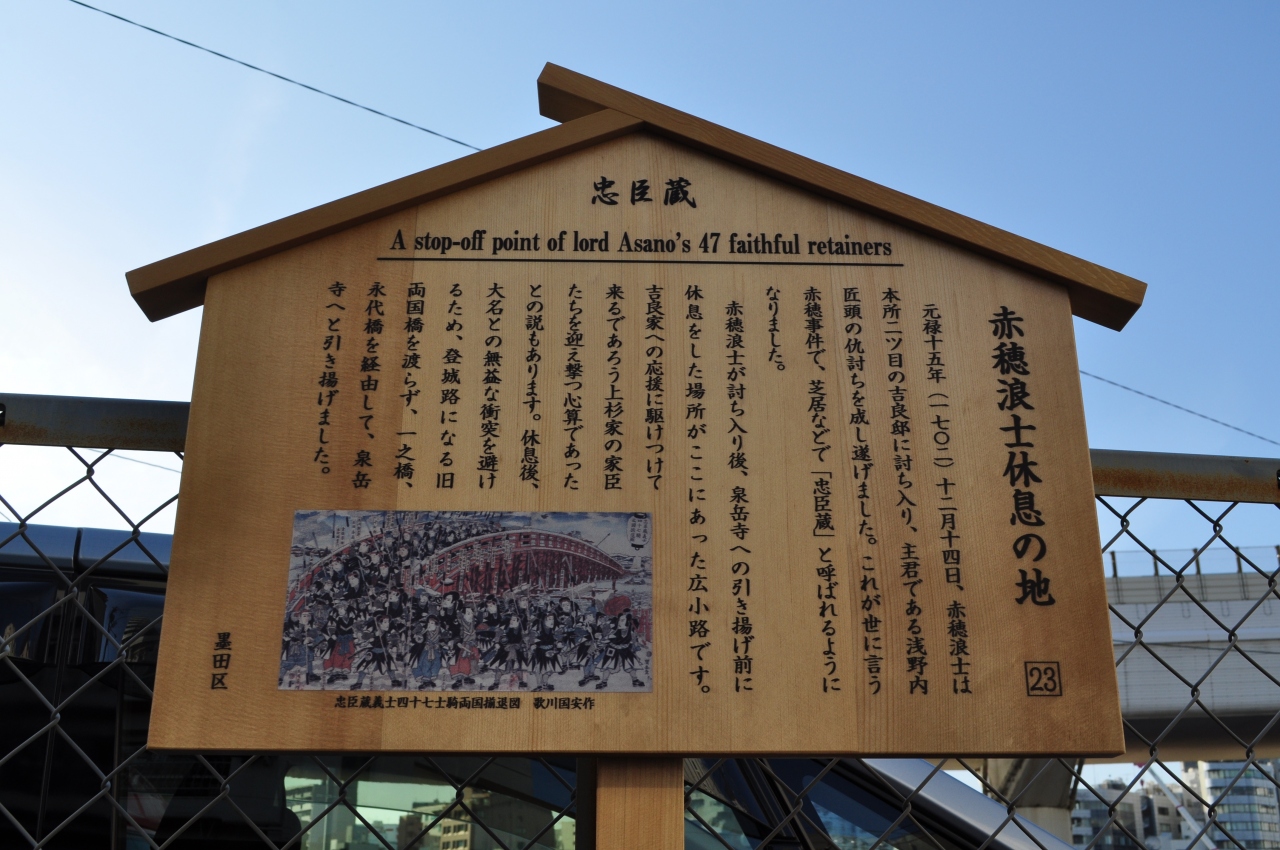 忠臣蔵
A stop-off point of lord Asano's 47 faithful retainers
赤穂浪士休息の地
23
元禄十五年（一七〇二）十二月十四日、赤穂浪士は
本所二ツ目の吉良邸に討ち入り、主君である浅野内
匠頭の仇討ちを成し遂げました。これが世に言う
赤穂事件で、芝居などで「忠臣蔵」と呼ばれるように
なりました。
赤穂浪士が討ち入り後、泉岳寺への引き揚げ前に
休息をした場所がここにあった広小路です。
吉良家への応援に駆けつけて
来るであろう上杉家の家臣
たちを迎え撃つ心算であった
との説もあります。休息後、
大名との無益な衝突を避け
るため、登城路になる旧
両国橋を渡らず、一之橋、
永代橋を経由して、泉岳
寺へと引き揚げました。
忠臣蔵義士四十七士騎両国揃退図　歌川国安作
墨田区